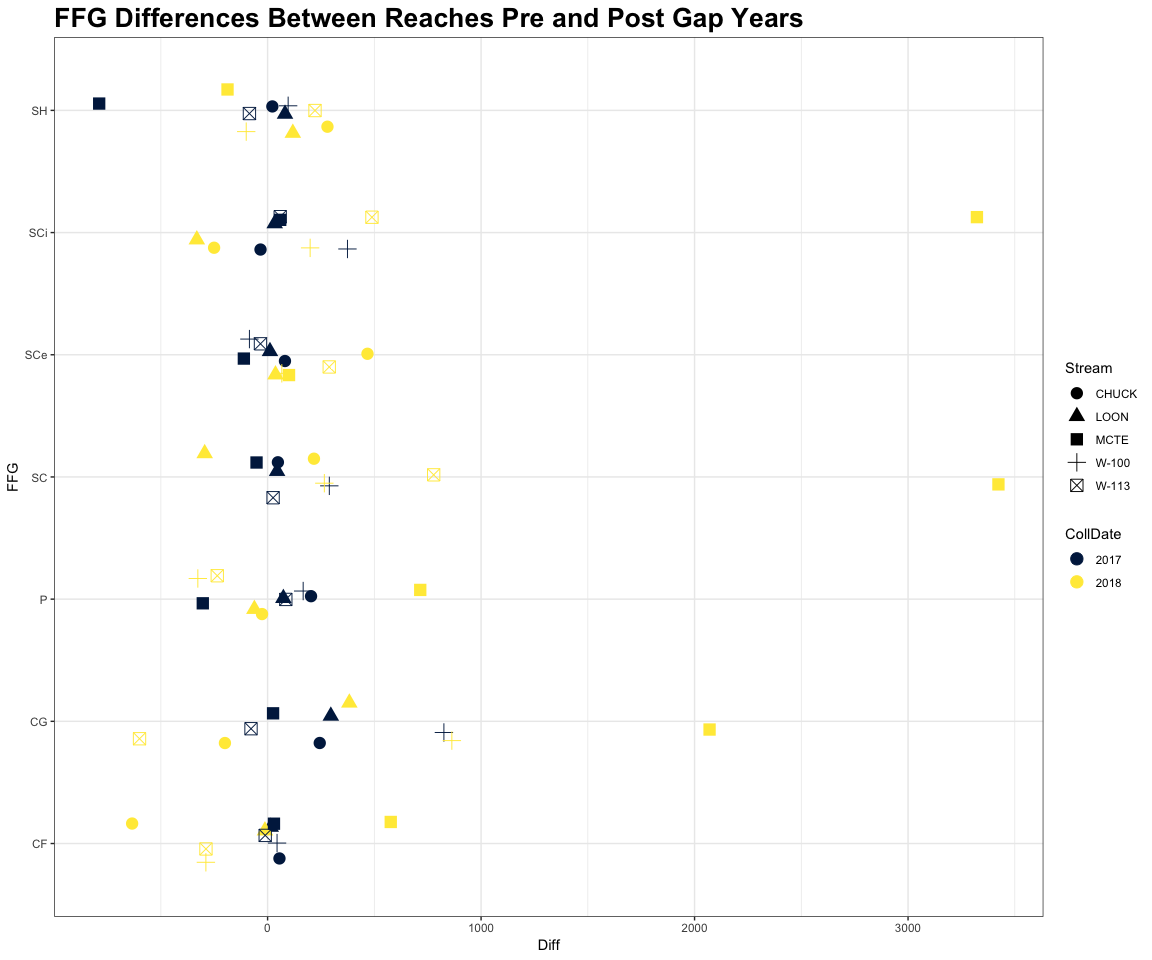 FFG Differences Between Reaches Pre and Post Gap Years
FFG
SH
SCi
SCe
SC
P
CG
CF
0
1000
2000
3000
Diff
Stream
CHUCK
LOON
MCTE
W-100
W-113
CollDate
2017
2018